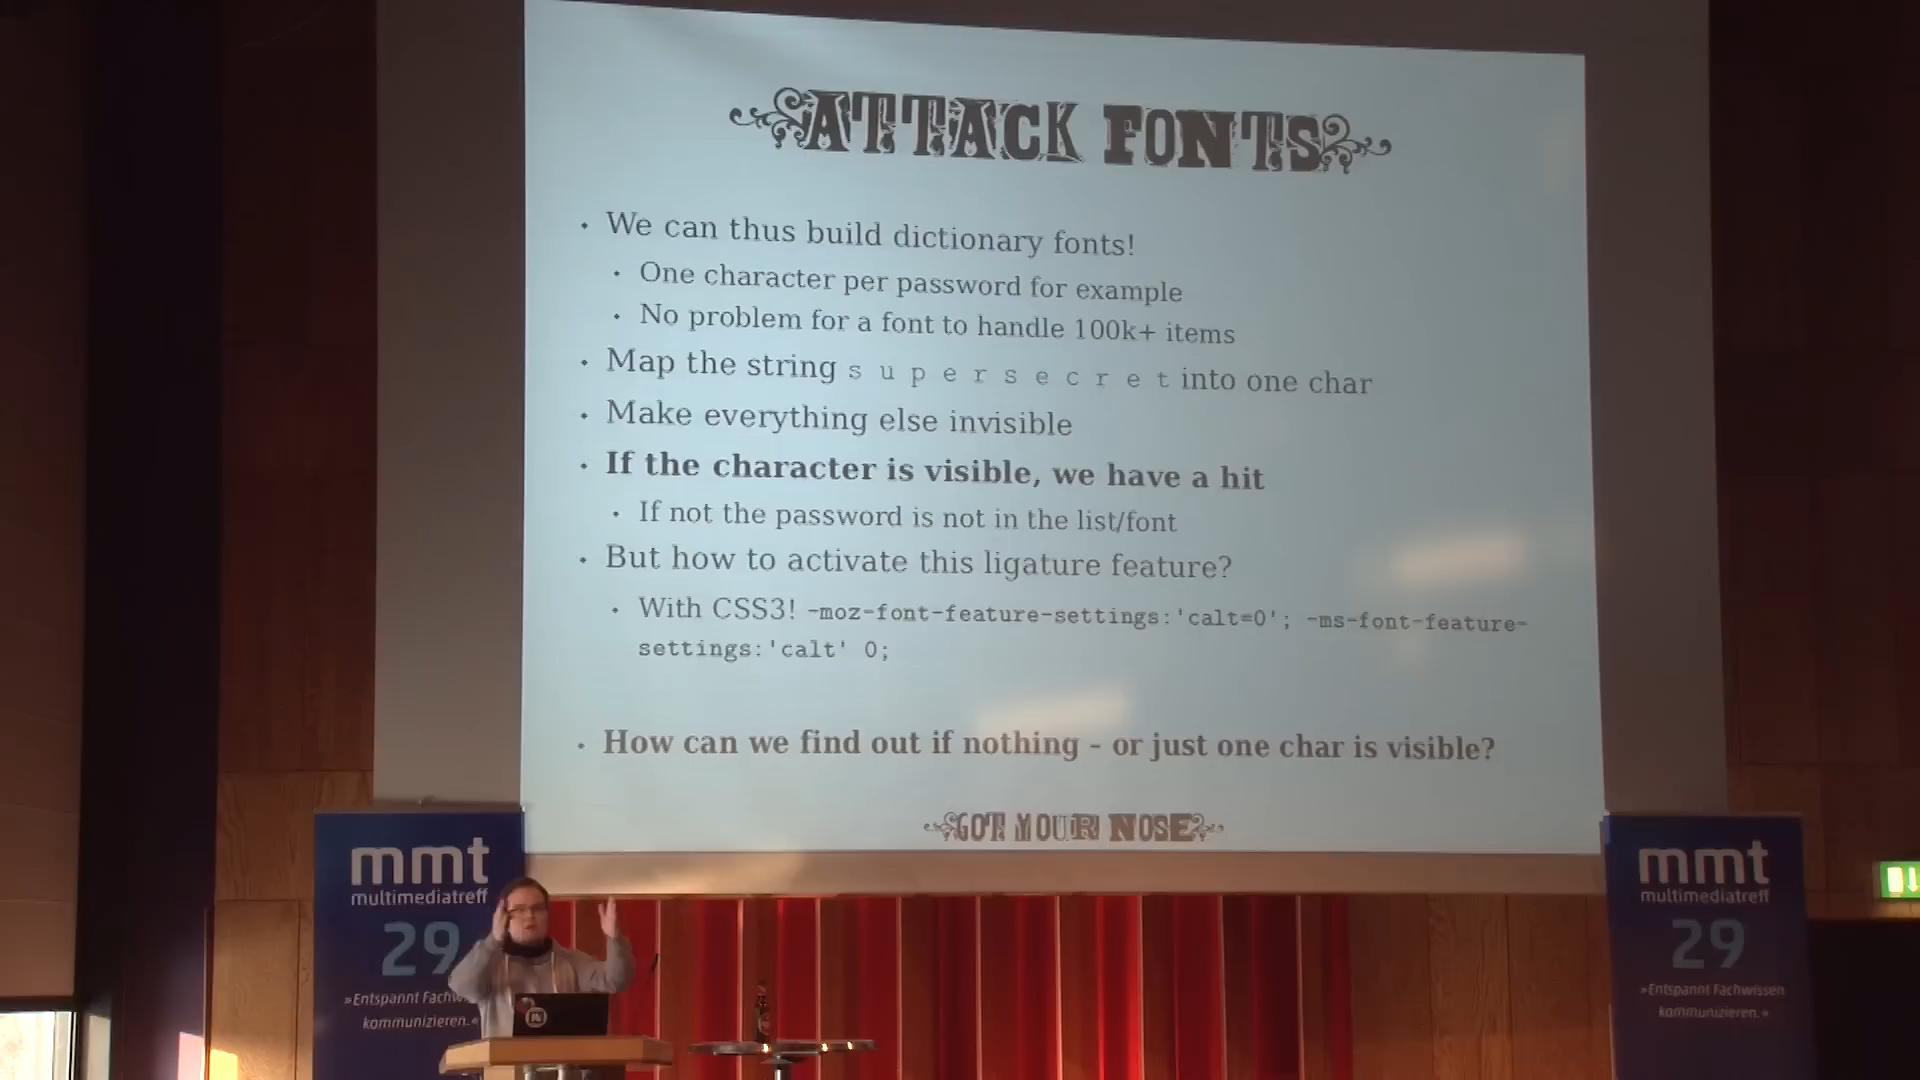 ATTACK FONTS
• We can thus build dictionary fonts!
• One character per password for example
• No problem for a font to handle 100k+ items
• Map the string s u p e r s e c r e t into one char
• Make everything else invisible
• If the character is visible, we have a hit
• If not the password is not in the list/font
• But how to activate this ligature feature?
• With CSS3! -moz-font-feature-settings:'calt=0'; -ms-font-feature-
settings:'calt' 0;
• How can we find out if nothing - or just one char is visible?
GOT YOUR NOSE
mmt
multimediatreff
29
»Entspannt Fachw
kommunizieren.«
mmt
multimediatreff
29
»Entspannt Fachwissen
kommunizieren.»